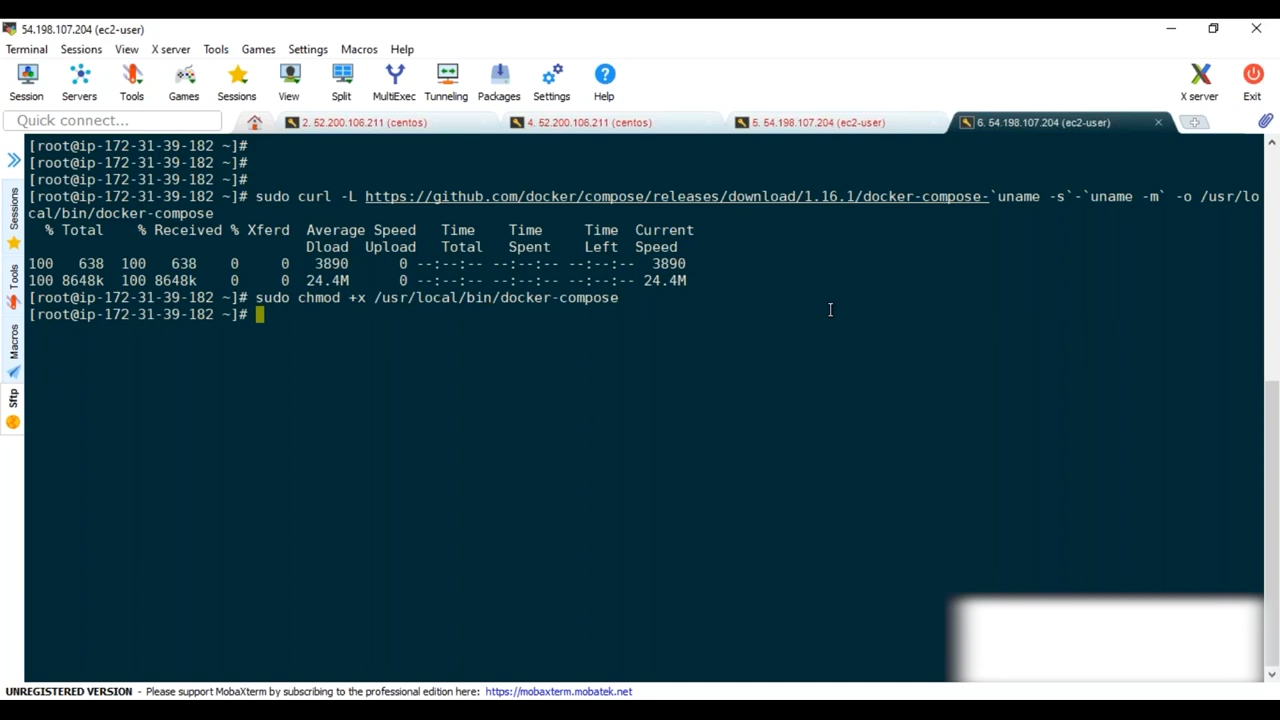 54.198.107.204 (ec2-user)
Terminal Sessions View X server Tools Games Settings Macros Help
Session Servers Tools Games Sessions View Split MultiExec Tunneling Packages Settings Help X server Exit
Quick connect... 2. 52.200.106.211 (centos) 4. 52.200.106.211 (centos) 5. 54.198.107.204 (ec2-user) 6. 54.198.107.204 (ec2-user)
Sessions
Tools
Macros
Sftp
[root@ip-172-31-39-182 ~]#
[root@ip-172-31-39-182 ~]#
[root@ip-172-31-39-182 ~]#
[root@ip-172-31-39-182 ~]# sudo curl -L https://github.com/docker/compose/releases/download/1.16.1/docker-compose-`uname -s`-`uname -m` -o /usr/lo
cal/bin/docker-compose
  % Total    % Received % Xferd  Average Speed   Time    Time     Time  Current
                                 Dload  Upload   Total   Spent    Left  Speed
100   638  100   638    0     0   3890      0 --:--:-- --:--:-- --:--:--  3890
100 8648k  100 8648k    0     0  24.4M      0 --:--:-- --:--:-- --:--:-- 24.4M
[root@ip-172-31-39-182 ~]# sudo chmod +x /usr/local/bin/docker-compose
[root@ip-172-31-39-182 ~]#
UNREGISTERED VERSION - Please support MobaXterm by subscribing to the professional edition here: https://mobaxterm.mobatek.net